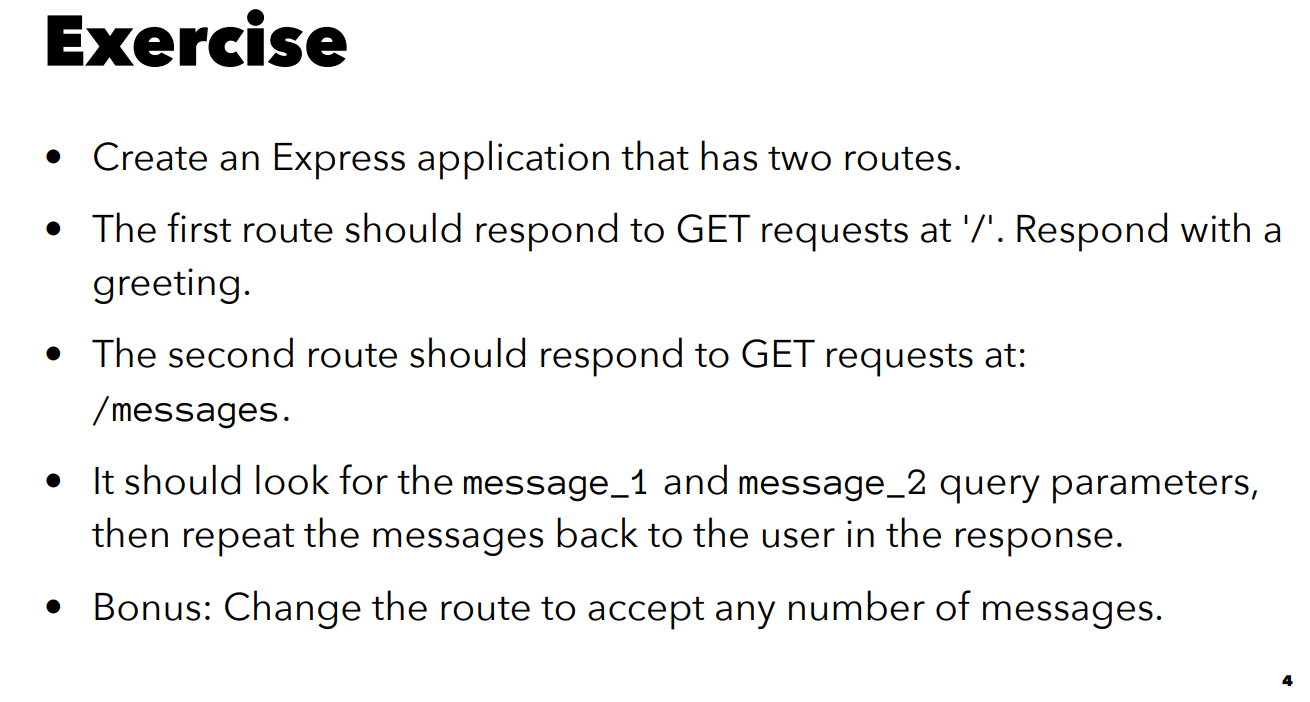 Exercise
• Create an Express application that has two routes.
• The first route should respond to GET requests at '/'. Respond with a
greeting.
• The second route should respond to GET requests at:
/messages.
• It should look for the message_1 and message_2 query parameters,
then repeat the messages back to the user in the response.
• Bonus: Change the route to accept any number of messages.
4